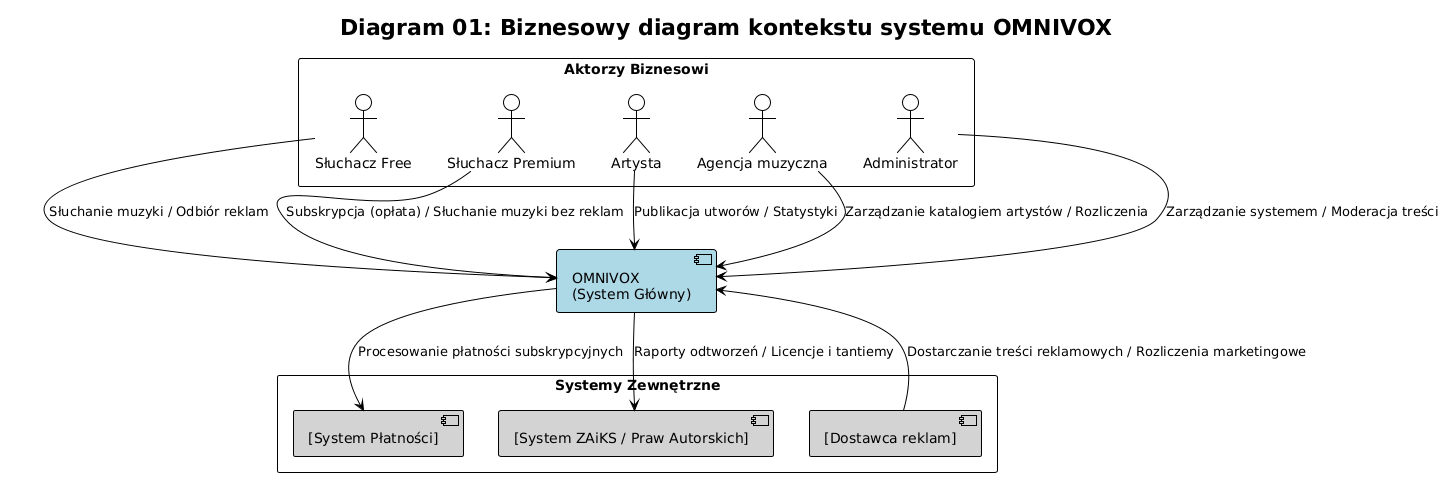 Diagram 01: Biznesowy diagram kontekstu systemu OMNIVOX
Aktorzy Biznesowi
Słuchacz Free
Słuchacz Premium
Artysta
Agencja muzyczna
Administrator
Słuchanie muzyki / Odbiór reklam
Subskrypcja (opłata) / Słuchanie muzyki bez reklam
Publikacja utworów / Statystyki
Zarządzanie katalogiem artystów / Rozliczenia
Zarządzanie systemem / Moderacja treści
OMNIVOX
(System Główny)
Procesowanie płatności subskrypcyjnych
Raporty odtworzeń / Licencje i tantiemy
Dostarczanie treści reklamowych / Rozliczenia marketingowe
Systemy Zewnętrzne
[System Płatności]
[System ZAiKS / Praw Autorskich]
[Dostawca reklam]